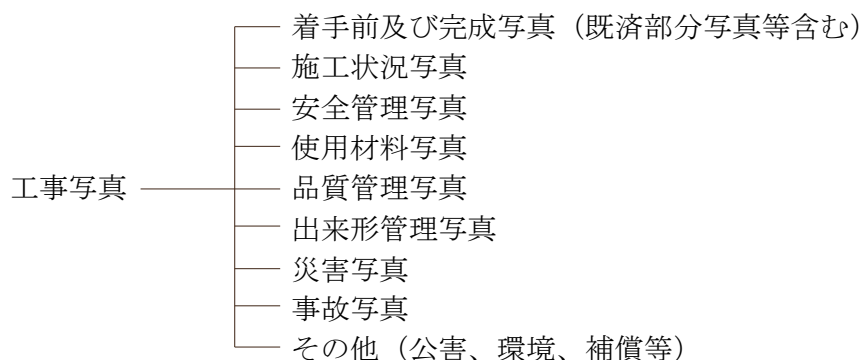 着手前及び完成写真（既済部分写真等含む）
施工状況写真
安全管理写真
使用材料写真
工事写真
品質管理写真
出来形管理写真
災害写真
事故写真
その他（公害、環境、補償等）